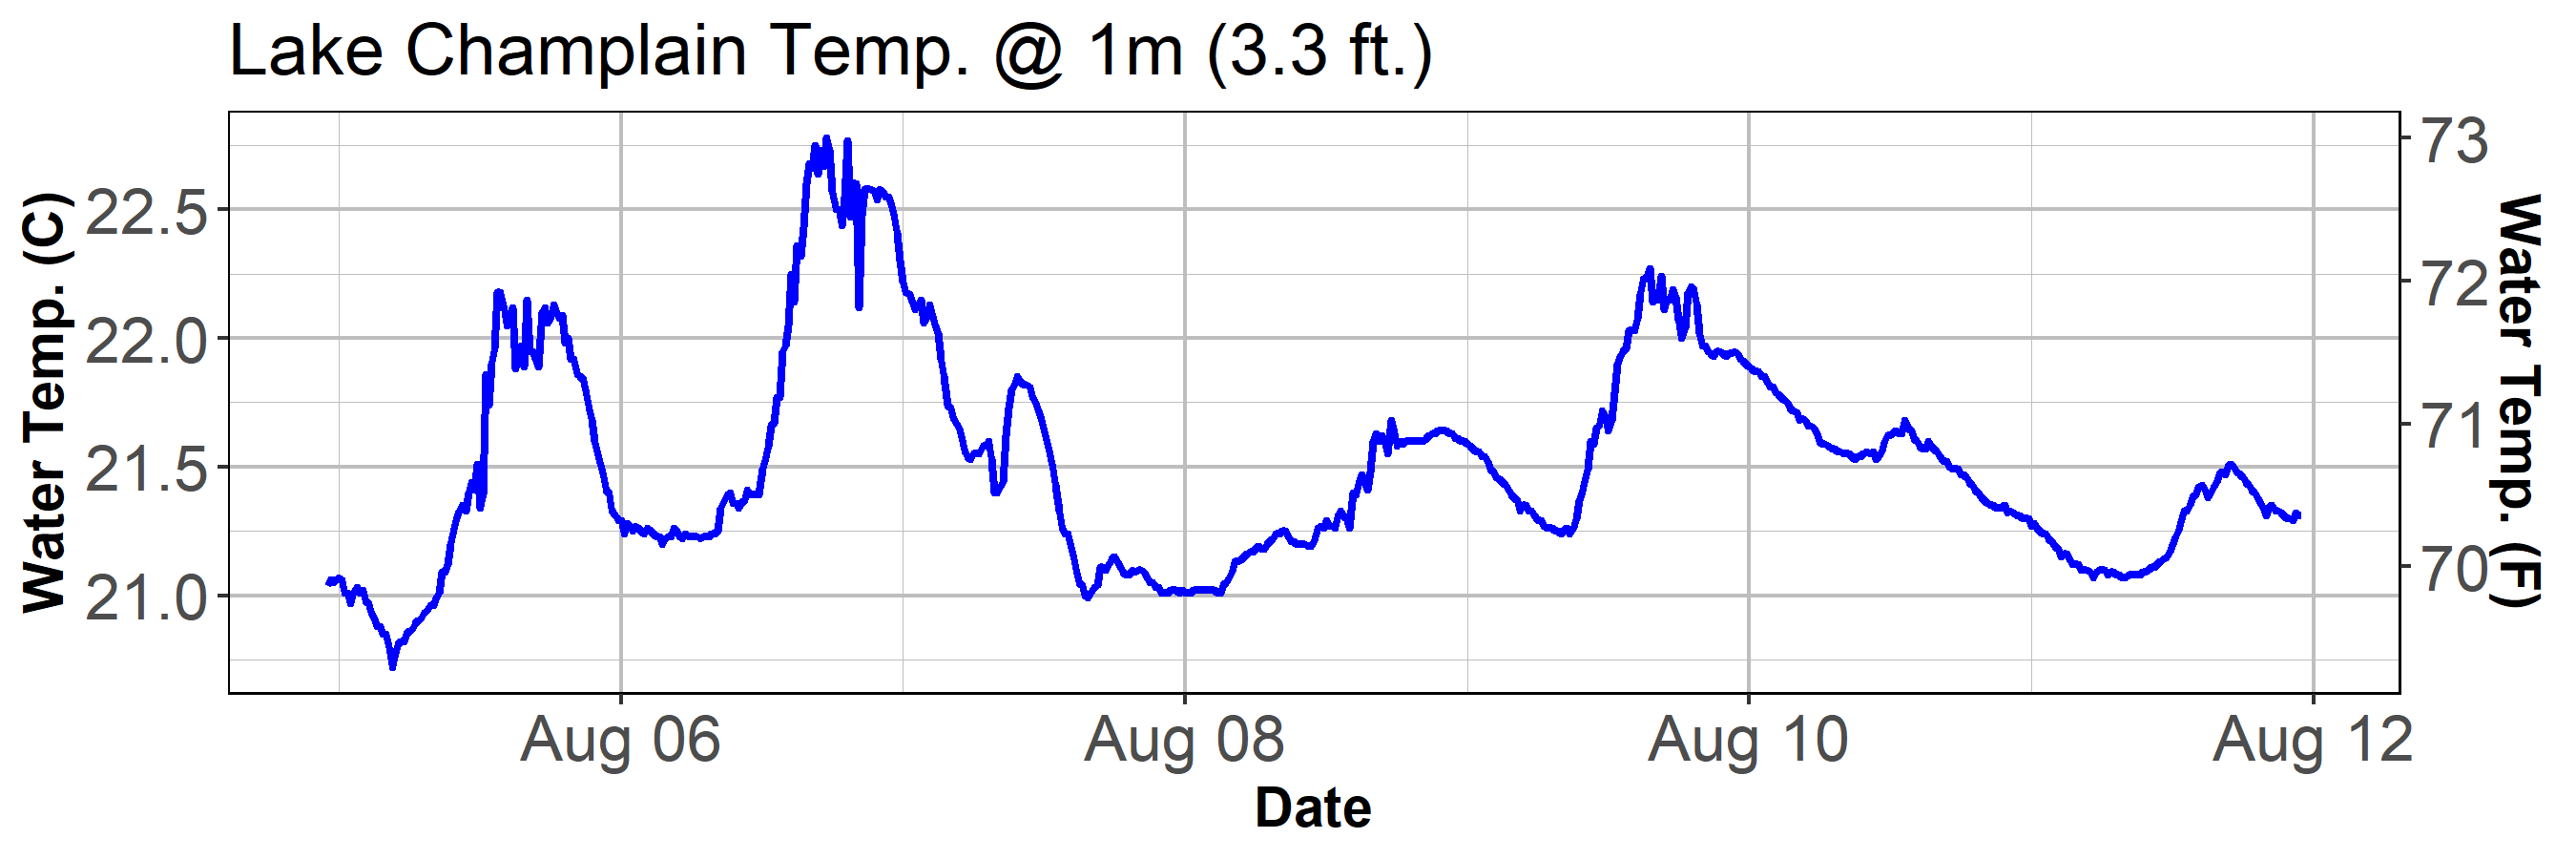 Lake Champlain Temp. @ 1m (3.3 ft.)
Water Temp. (C)
22.5
22.0
21.5
21.0
73
72
71
70
Water Temp. (F)
Aug 06
Aug 08
Aug 10
Aug 12
Date